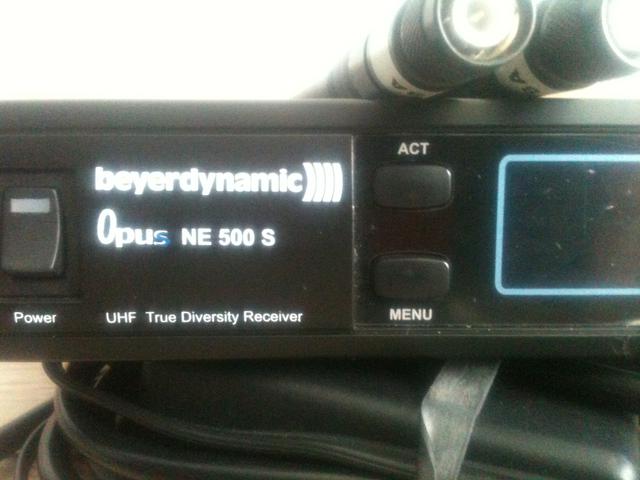 ACT
beyerdynamic
Opus NE 500 S
MENU
Power
UHF True Diversity Receiver